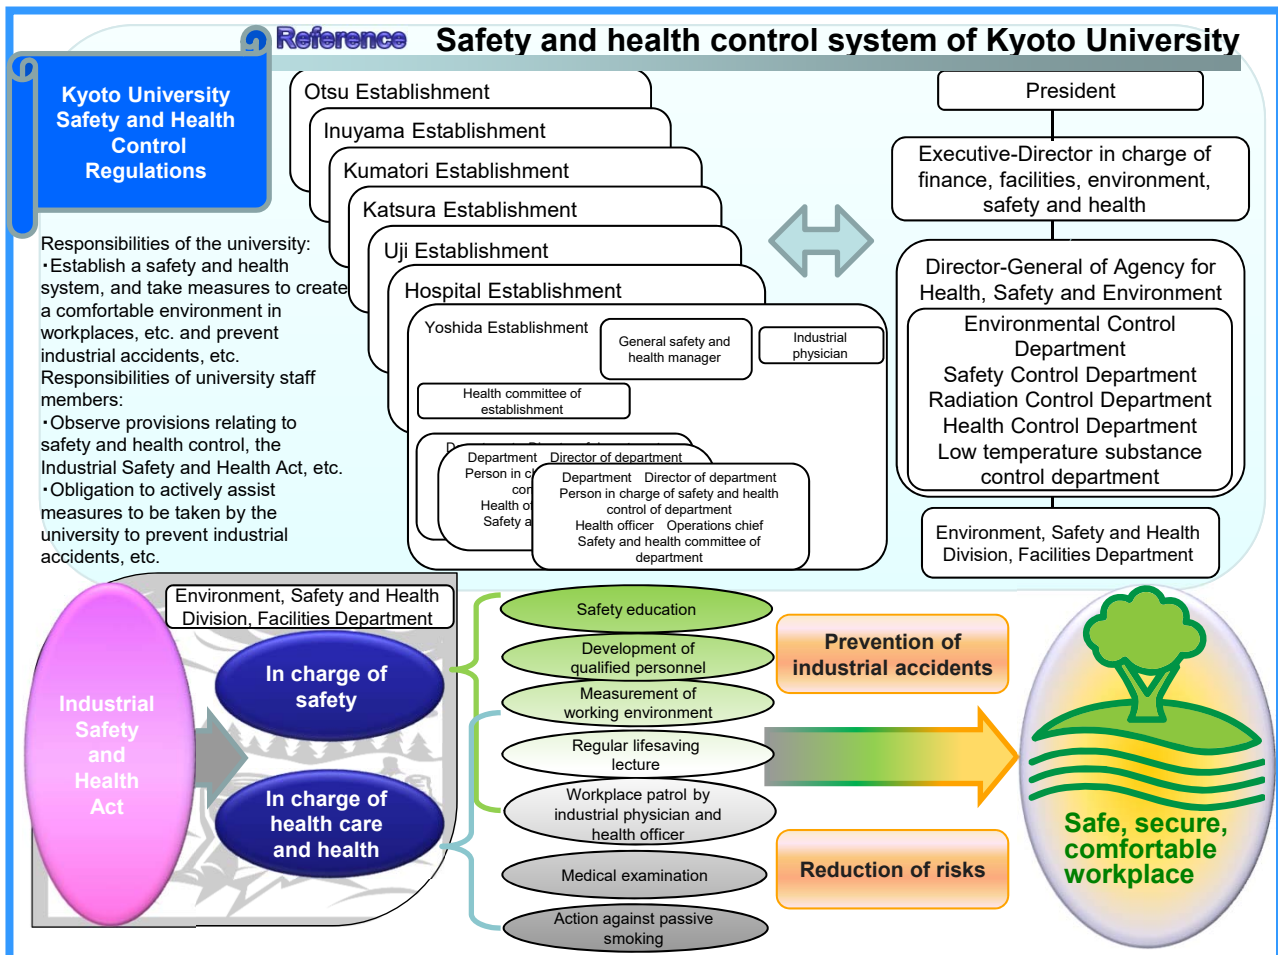 Reference
Safety and health control system of Kyoto University
Kyoto University
Safety and Health
Control
Regulations
Responsibilities of the university:
・Establish a safety and health
system, and take measures to create
a comfortable environment in
workplaces, etc. and prevent
industrial accidents, etc.
Responsibilities of university staff
members:
・Observe provisions relating to
safety and health control, the
Industrial Safety and Health Act, etc.
・Obligation to actively assist
measures to be taken by the
university to prevent industrial
accidents, etc.
Otsu Establishment
Inuyama Establishment
Kumatori Establishment
Katsura Establishment
Uji Establishment
Hospital Establishment
Yoshida Establishment
General safety and
health manager
Industrial
physician
Health committee of
establishment
Department Director of department
Person in
Health
Safety
Department Director of department
Person in charge of safety and health
control of department
Health officer Operations chief
Safety and health committee of
department
President
Executive-Director in charge of
finance, facilities, environment,
safety and health
Director-General of Agency for
Health, Safety and Environment
Environmental Control
Department
Safety Control Department
Radiation Control Department
Health Control Department
Low temperature substance
control department
Environment, Safety and Health
Division, Facilities Department
Industrial
Safety
and
Health
Act
Environment, Safety and Health
Division, Facilities Department
In charge of
safety
In charge of
health care
and health
Safety education
Development of
qualified personnel
Measurement of
working environment
Regular lifesaving
lecture
Workplace patrol by
industrial physician and
health officer
Medical examination
Action against passive
smoking
Prevention of
industrial accidents
Reduction of risks
Safe, secure,
comfortable
workplace